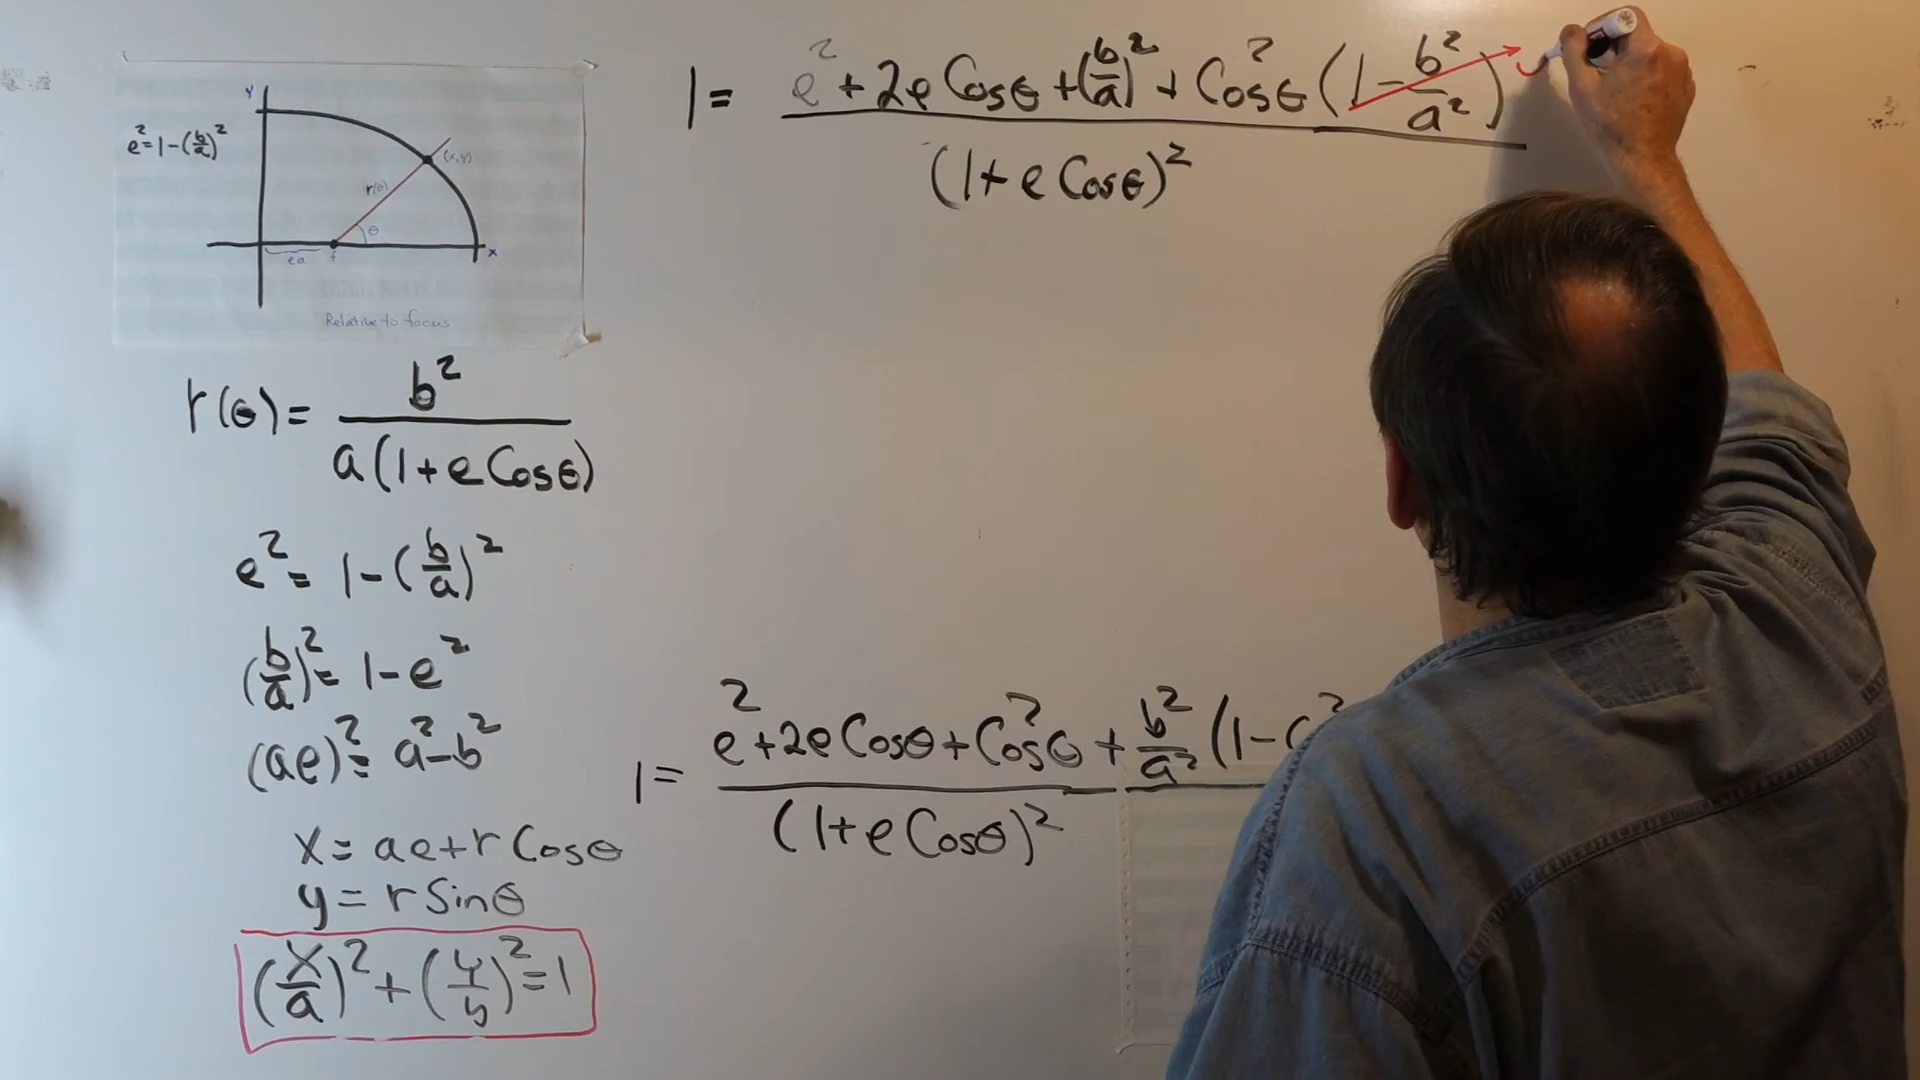 Y
e² = 1 - (b/a)²
(x,y)
r(θ)
θ
ea f
x
Relative to focus
r(θ) = b² / a(1 + e Cosθ)
e² = 1 - (b/a)²
(b/a)² = 1 - e²
(ae)² = a² - b²
x = ae + r Cosθ
y = r Sinθ
(x/a)² + (y/b)² = 1
1 = e² + 2e Cosθ + (b/a)² + Cos²θ (1 - b²/a²) / (1 + e Cosθ)²
1 = e² + 2e Cosθ + Cos²θ + b²/a² (1 - C ² / (1 + e Cosθ)²